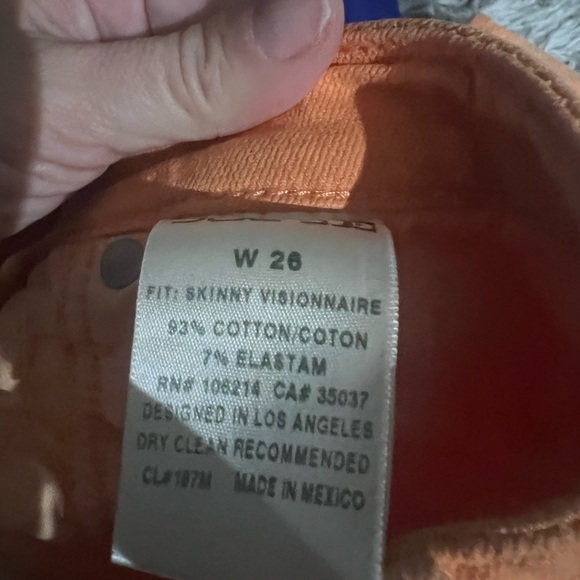 W 26
FIT: SKINNY VISIONNAIRE
93% COTTON/COTON
7% ELASTAM
RN# 106214 CA# 35037
DESIGNED IN LOS ANGELES
DRY CLEAN RECOMMENDED
CL#187M MADE IN MEXICO